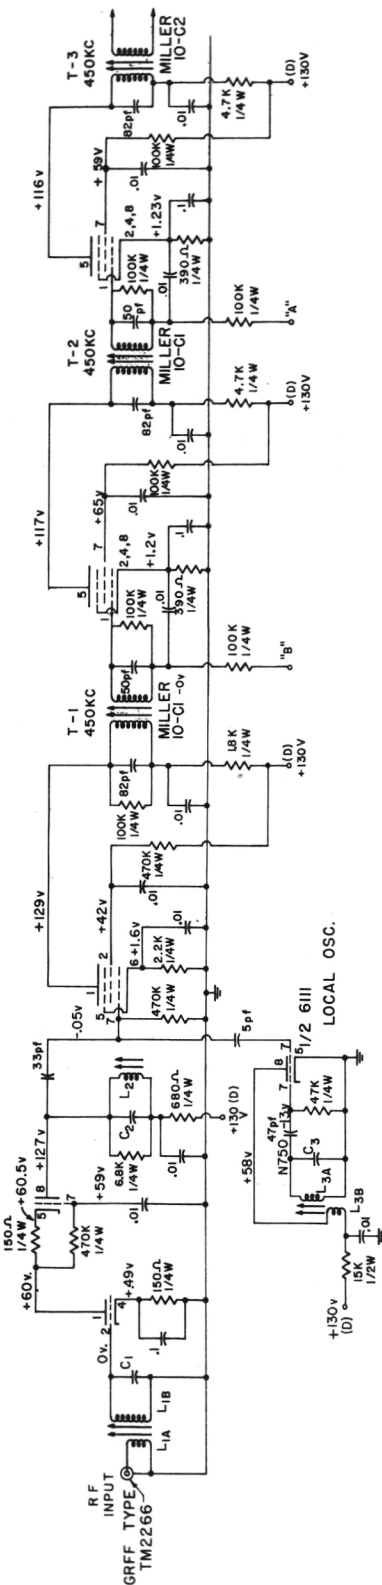 RF
INPUT
GRFF TYPE
TM2266
L1A
L1B
C1
0v.
1
2
4
+.49v
150Ω
1/4W
.1
+60v.
150Ω
1/4W
+60.5v
5
8
7
470K
1/4W
+127v
+59v
.01
33pf
6.8K
1/4W
C2
L2
.01
680Ω
1/4W
+130(D)
V
-.05v
1
2
7
6
+1.6v
470K
1/4W
2.2K
1/4W
.01
+42v
.01
470K
1/4W
+129v
5pf
1/2 6111
LOCAL OSC.
7
8
5
-13v
47K
1/4W
47pf
N750
C3
L3A
L3B
+58v
.01
15K
1/2W
+130v
(D)
T-1
450KC
MILLER
10-C1
-0v
100K
1/4W
82pf
.01
1.8K
1/4W
(D)
+130V
50pf
100K
1/4W
100K
1/4W
"B"
5
1
7
2,4,8
+1.2v
.01
390Ω
1/4W
.1
+65v
.01
100K
1/4W
+117v
T-2
450KC
MILLER
10-C1
82pf
.01
4.7K
1/4W
(D)
+130V
50
pf
100K
1/4W
100K
1/4W
"A"
5
1
7
2,4,8
+1.23v
.01
390Ω
1/4W
.1
+59v
.01
100K
1/4W
+116v
T-3
450KC
MILLER
10-C2
82pf
.01
4.7K
1/4W
(D)
+130V